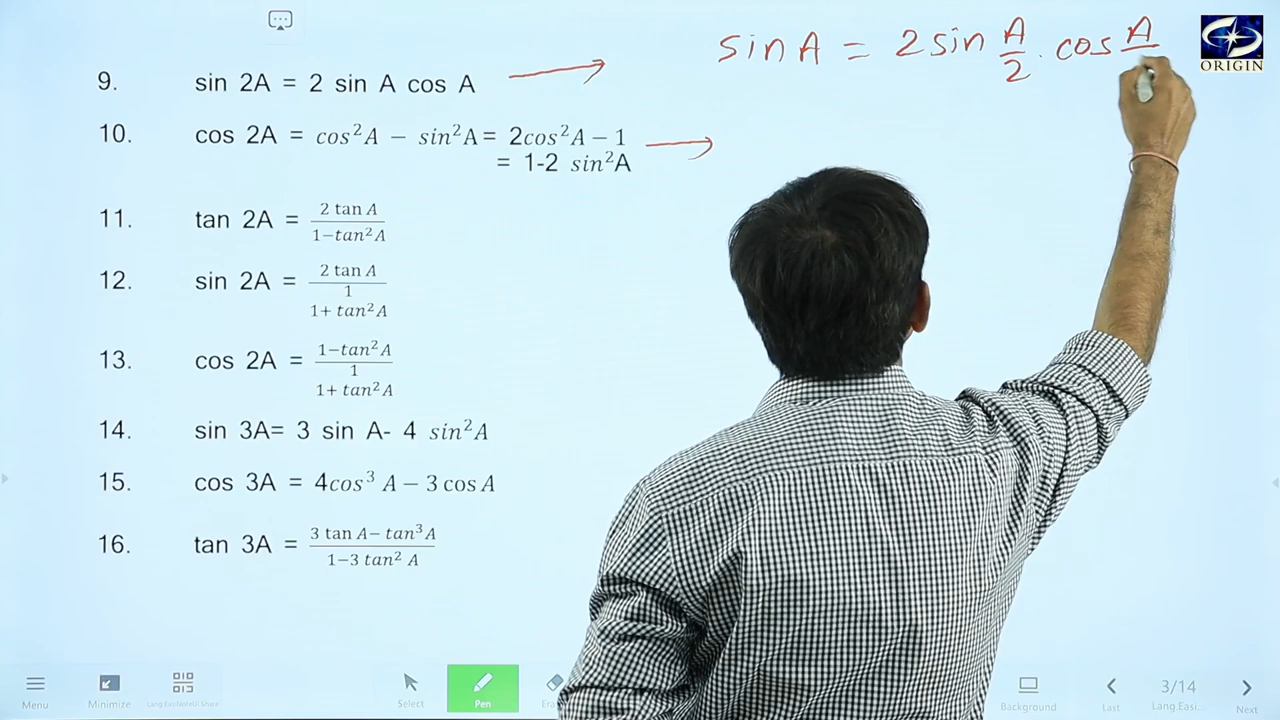 sin A = 2 sin A/2 . cos A/
ORIGIN
9. sin 2A = 2 sin A cos A
10. cos 2A = cos²A − sin²A = 2cos²A − 1
= 1-2 sin²A
11. tan 2A = 2 tan A / 1−tan²A
12. sin 2A = 2 tan A / 1 / 1+ tan²A
13. cos 2A = 1−tan²A / 1 / 1+ tan²A
14. sin 3A= 3 sin A- 4 sin²A
15. cos 3A = 4cos³ A − 3 cos A
16. tan 3A = 3 tan A− tan³A / 1−3 tan² A
Menu
Minimize
Select
Pen
Background
Last
3/14
Lang.Easi...
Next